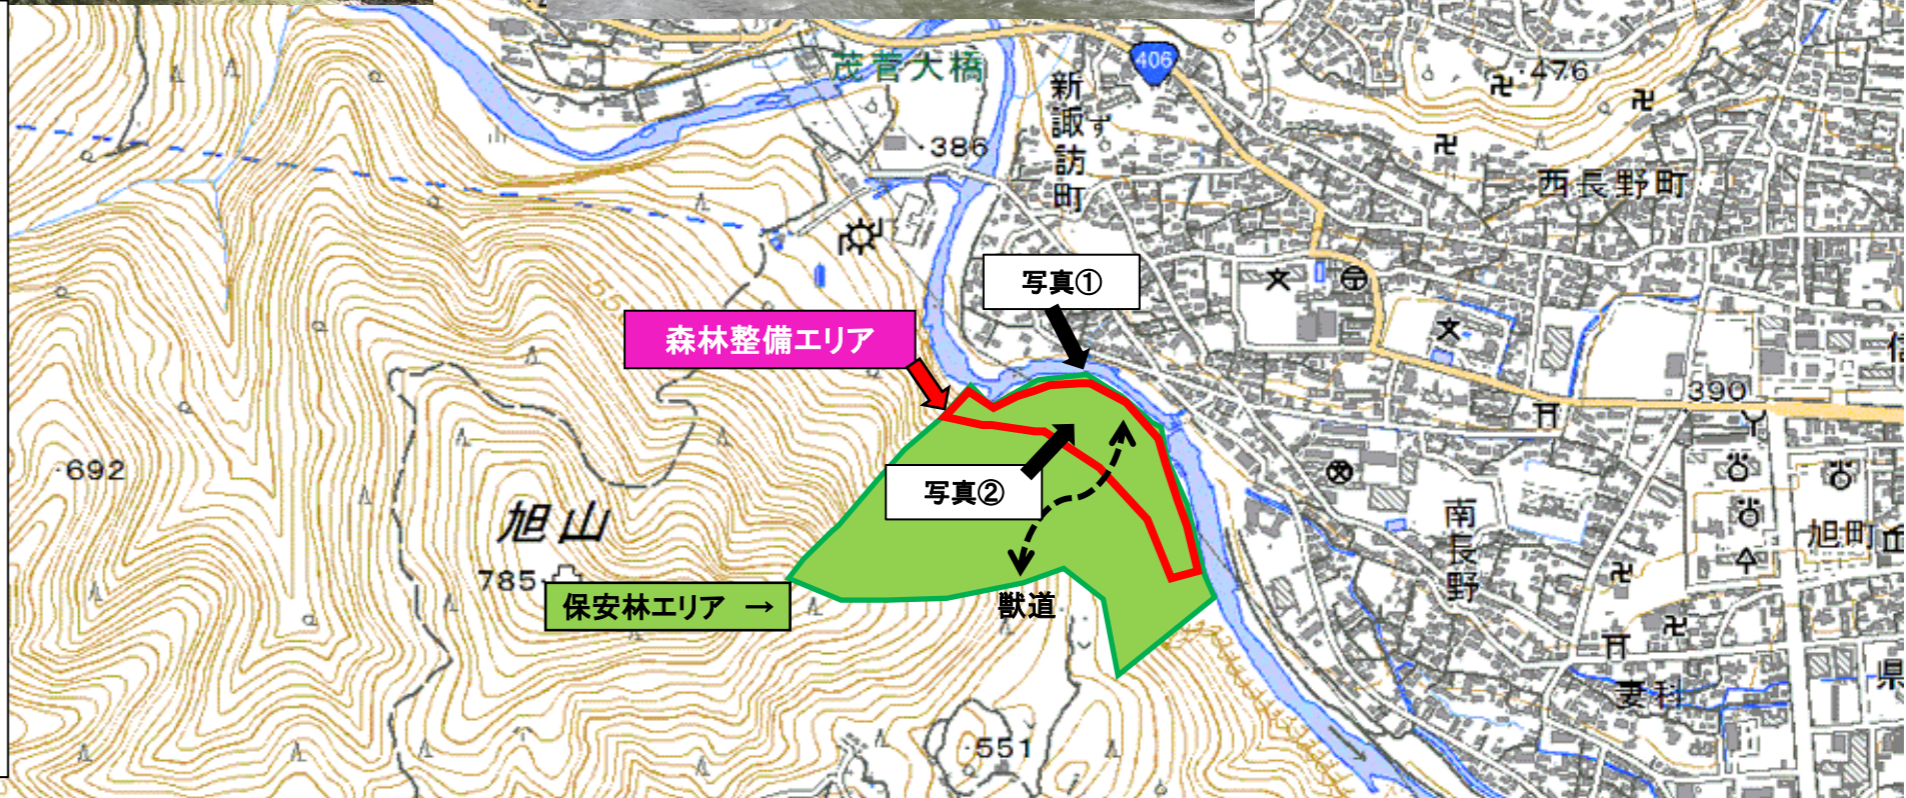 茂菅大橋
406
新諏訪町
476
386
西長野町
写真①
森林整備エリア
390
692
写真②
旭山
南長野
旭町
785
保安林エリア →
獣道
妻科
県
551